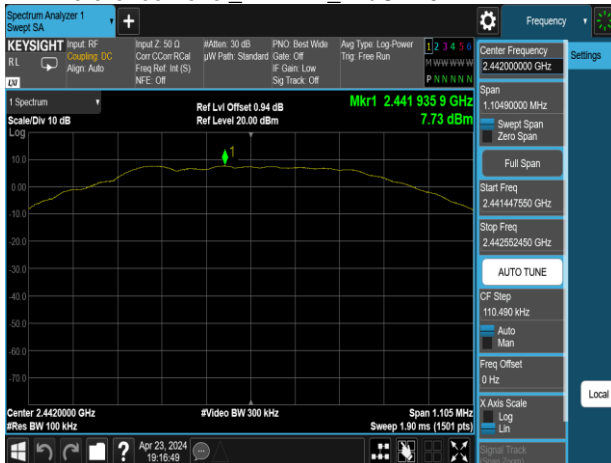 Spectrum Analyzer 1
Swept SA
+
Frequency
KEYSIGHT
RL
LXI
Input: RF
Coupling: DC
Align: Auto
Input Z: 50 Ω
Corr CCorr RCal
Freq Ref: Int (S)
NFE: Off
#Atten: 30 dB
µW Path: Standard
PNO: Best Wide
Gate: Off
IF Gain: Low
Sig Track: Off
Avg Type: Log-Power
Trig: Free Run
1 2 3 4 5 6
M W W W W W
P N N N N N
1 Spectrum
Scale/Div 10 dB
Log
Ref Lvl Offset 0.94 dB
Ref Level 20.00 dBm
Mkr1 2.441 935 9 GHz
7.73 dBm
1
10.0
0.00
-10.0
-20.0
-30.0
-40.0
-50.0
-60.0
-70.0
Center 2.4420000 GHz
#Res BW 100 kHz
#Video BW 300 kHz
Span 1.105 MHz
Sweep 1.90 ms (1501 pts)
Center Frequency
2.442000000 GHz
Span
1.10490000 MHz
Swept Span
Zero Span
Full Span
Start Freq
2.441447550 GHz
Stop Freq
2.442552450 GHz
AUTO TUNE
CF Step
110.490 kHz
Auto
Man
Freq Offset
0 Hz
X Axis Scale
Log
Lin
Signal Track
(Span Zoom)
Settings
Local
?
Apr 23, 2024
19:16:49